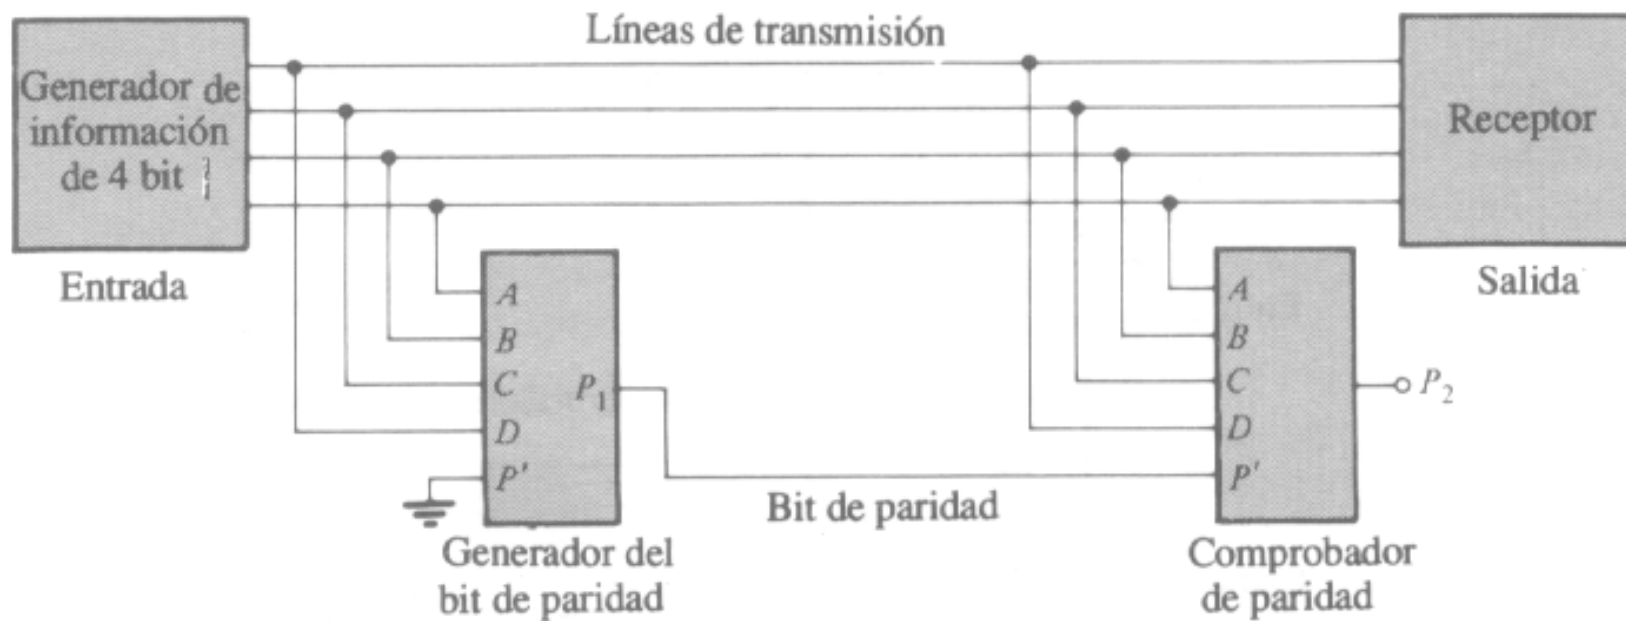 Líneas de transmisión
Generador de
información
de 4 bit
Receptor
Entrada
Salida
A
B
C
D
P'
P₁
A
B
C
D
P'
P₂
Bit de paridad
Generador del
bit de paridad
Comprobador
de paridad